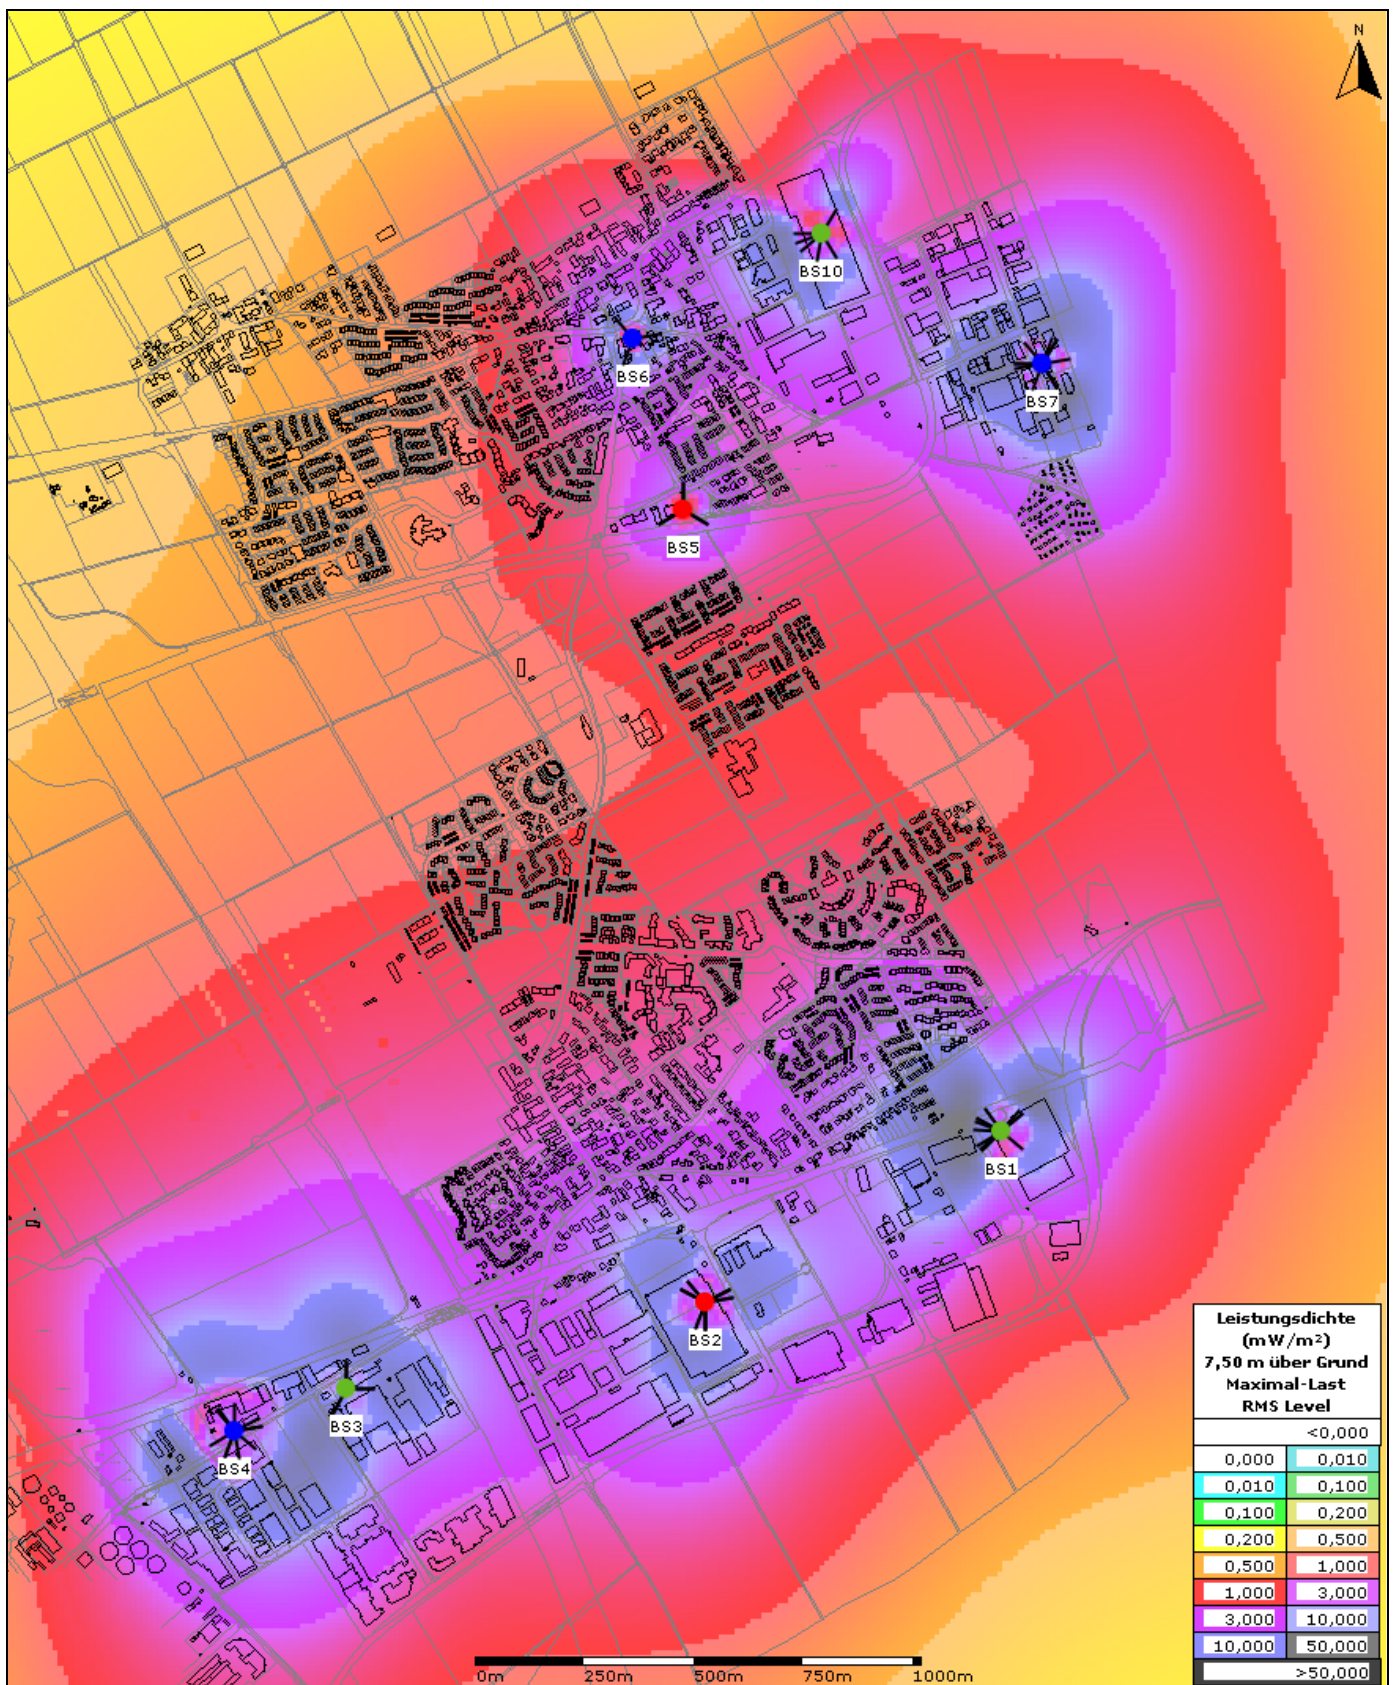 N
BS10
BS6
BS7
BS5
BS1
BS2
BS3
BS4
Leistungsdichte
(mW/m²)
7,50 m über Grund
Maximal-Last
RMS Level
<0,000
0,000 0,010
0,010 0,100
0,100 0,200
0,200 0,500
0,500 1,000
1,000 3,000
3,000 10,000
10,000 50,000
>50,000
0m 250m 500m 750m 1000m